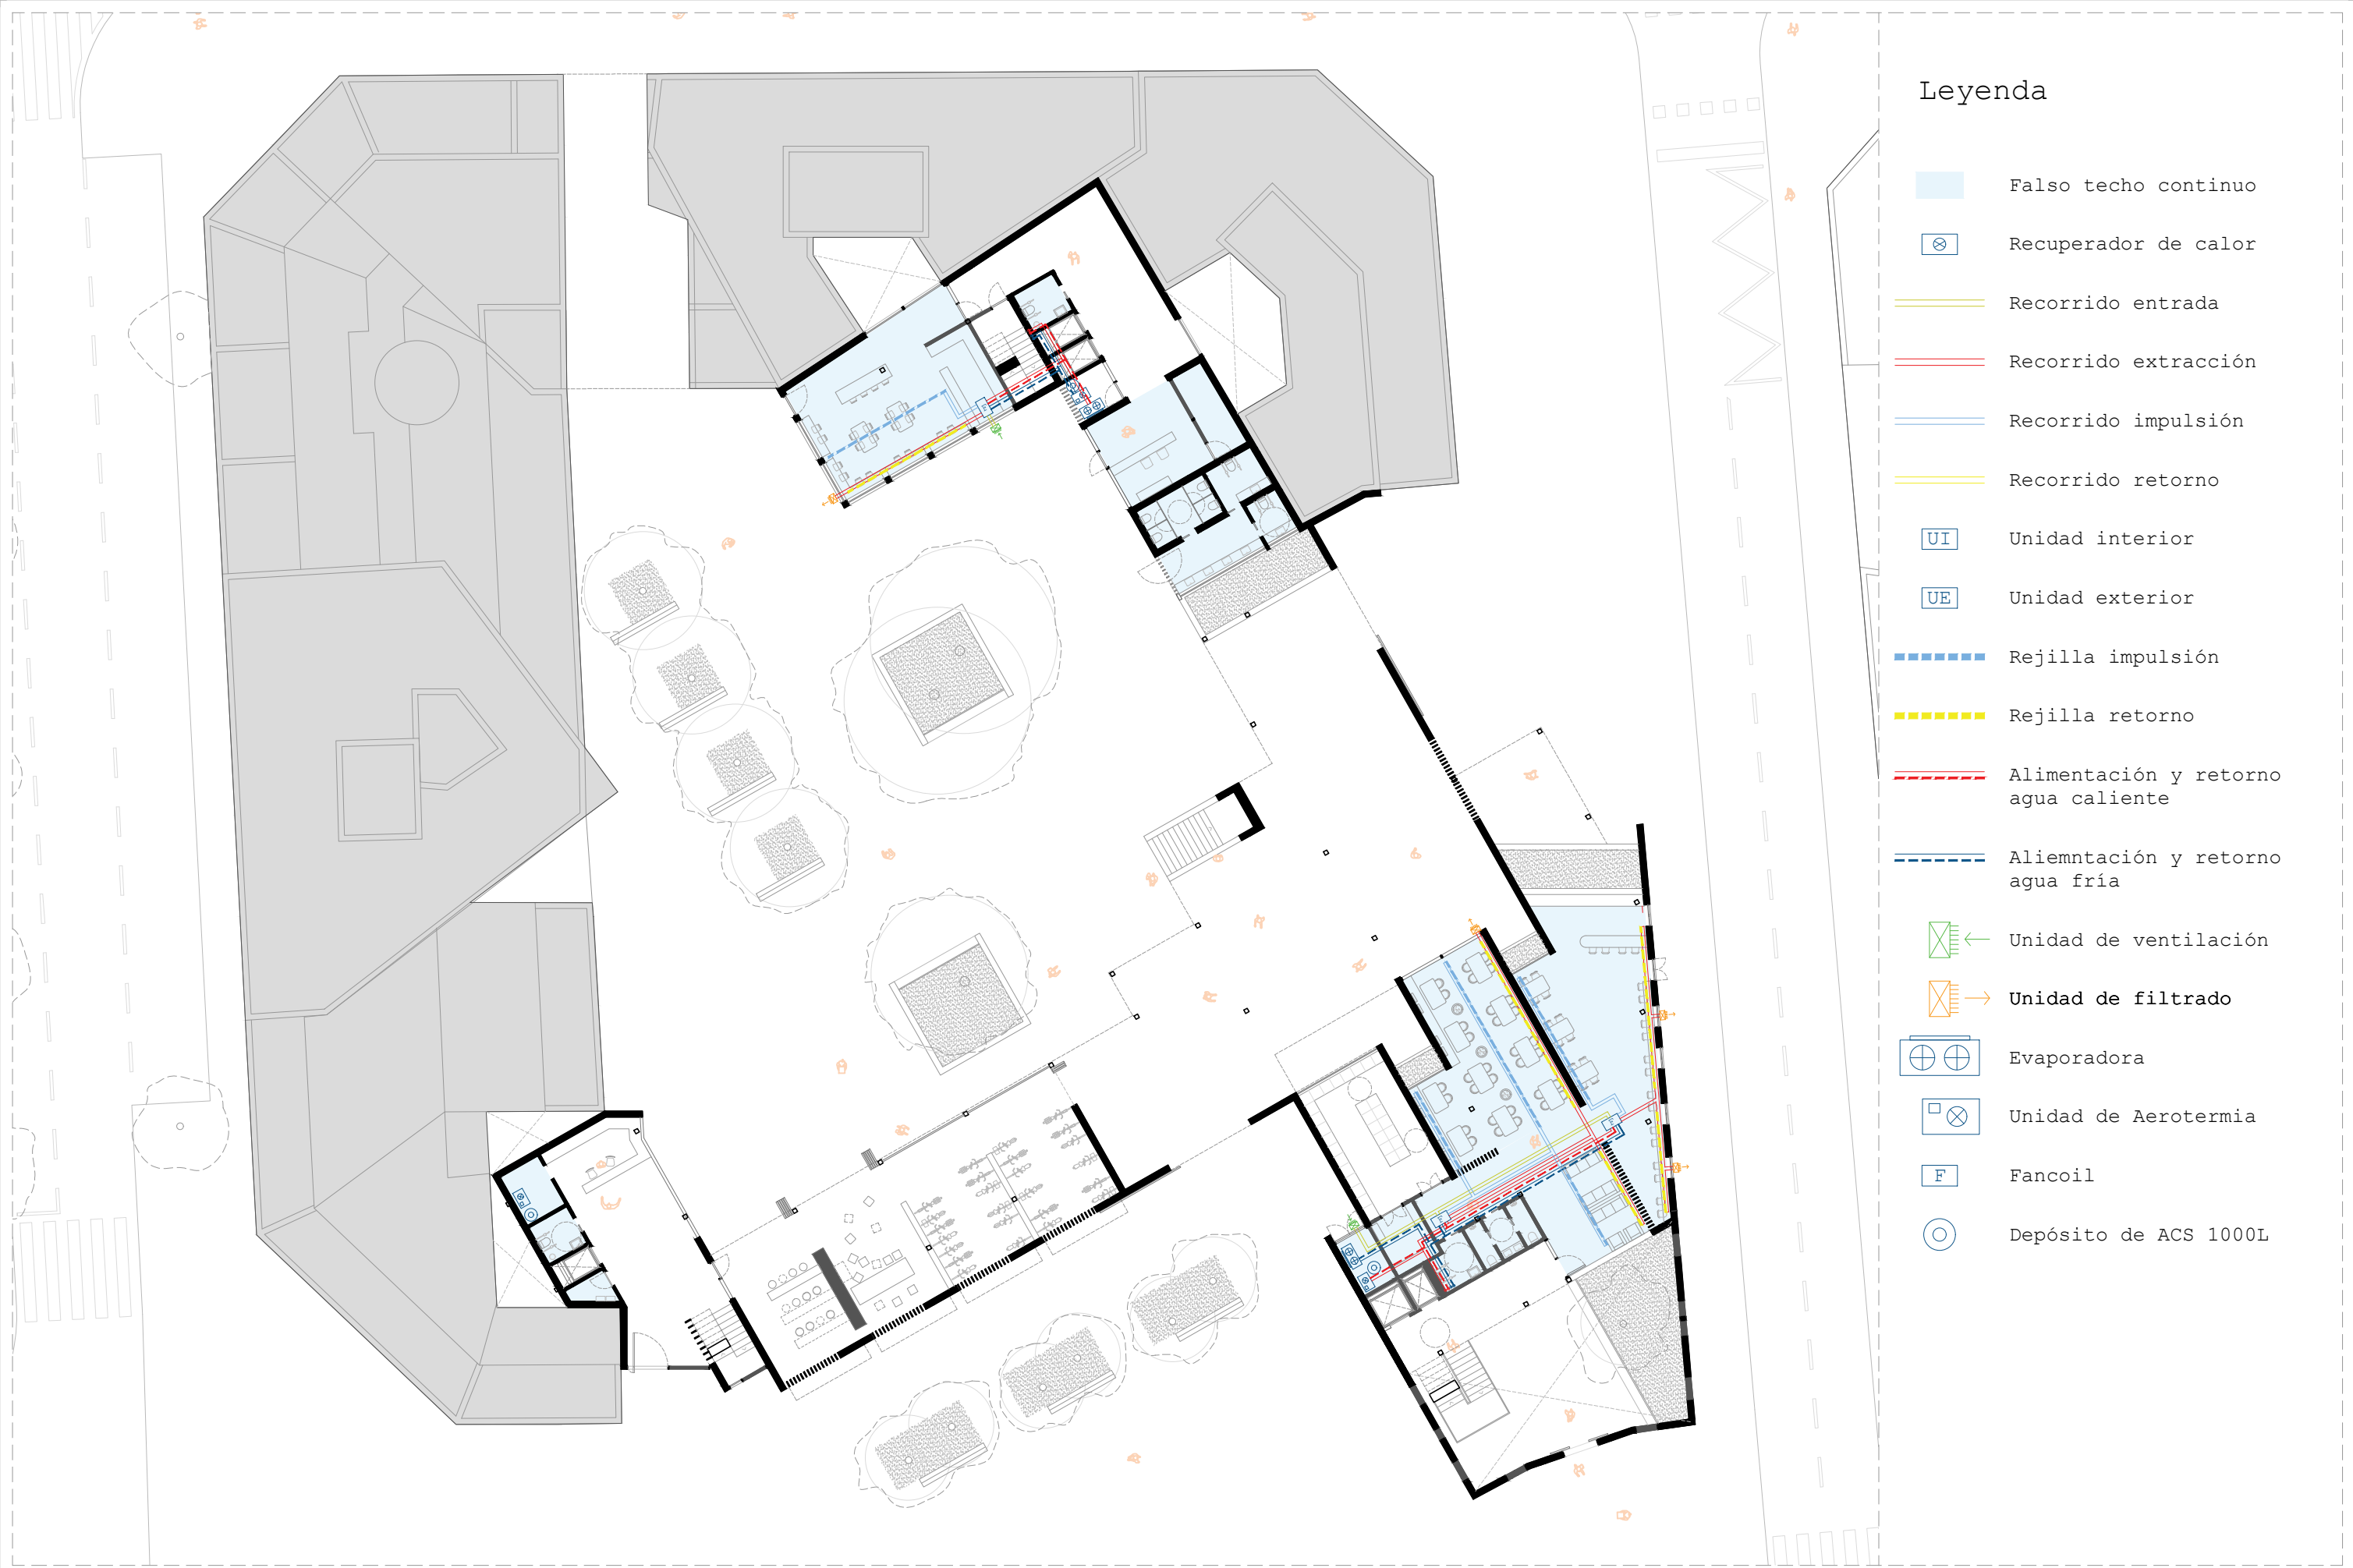 Leyenda
Falso techo continuo
Recuperador de calor
Recorrido entrada
Recorrido extracción
Recorrido impulsión
Recorrido retorno
UI Unidad interior
UE Unidad exterior
Rejilla impulsión
Rejilla retorno
Alimentación y retorno
agua caliente
Aliemntación y retorno
agua fría
Unidad de ventilación
Unidad de filtrado
Evaporadora
Unidad de Aerotermia
F Fancoil
Depósito de ACS 1000L